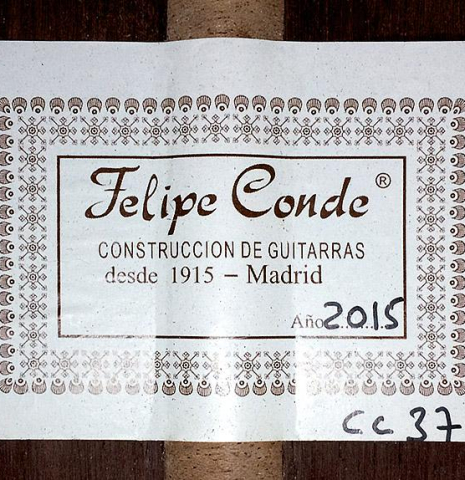 Felipe Conde ®
CONSTRUCCION DE GUITARRAS
desde 1915 – Madrid
Año 2015
CC 37